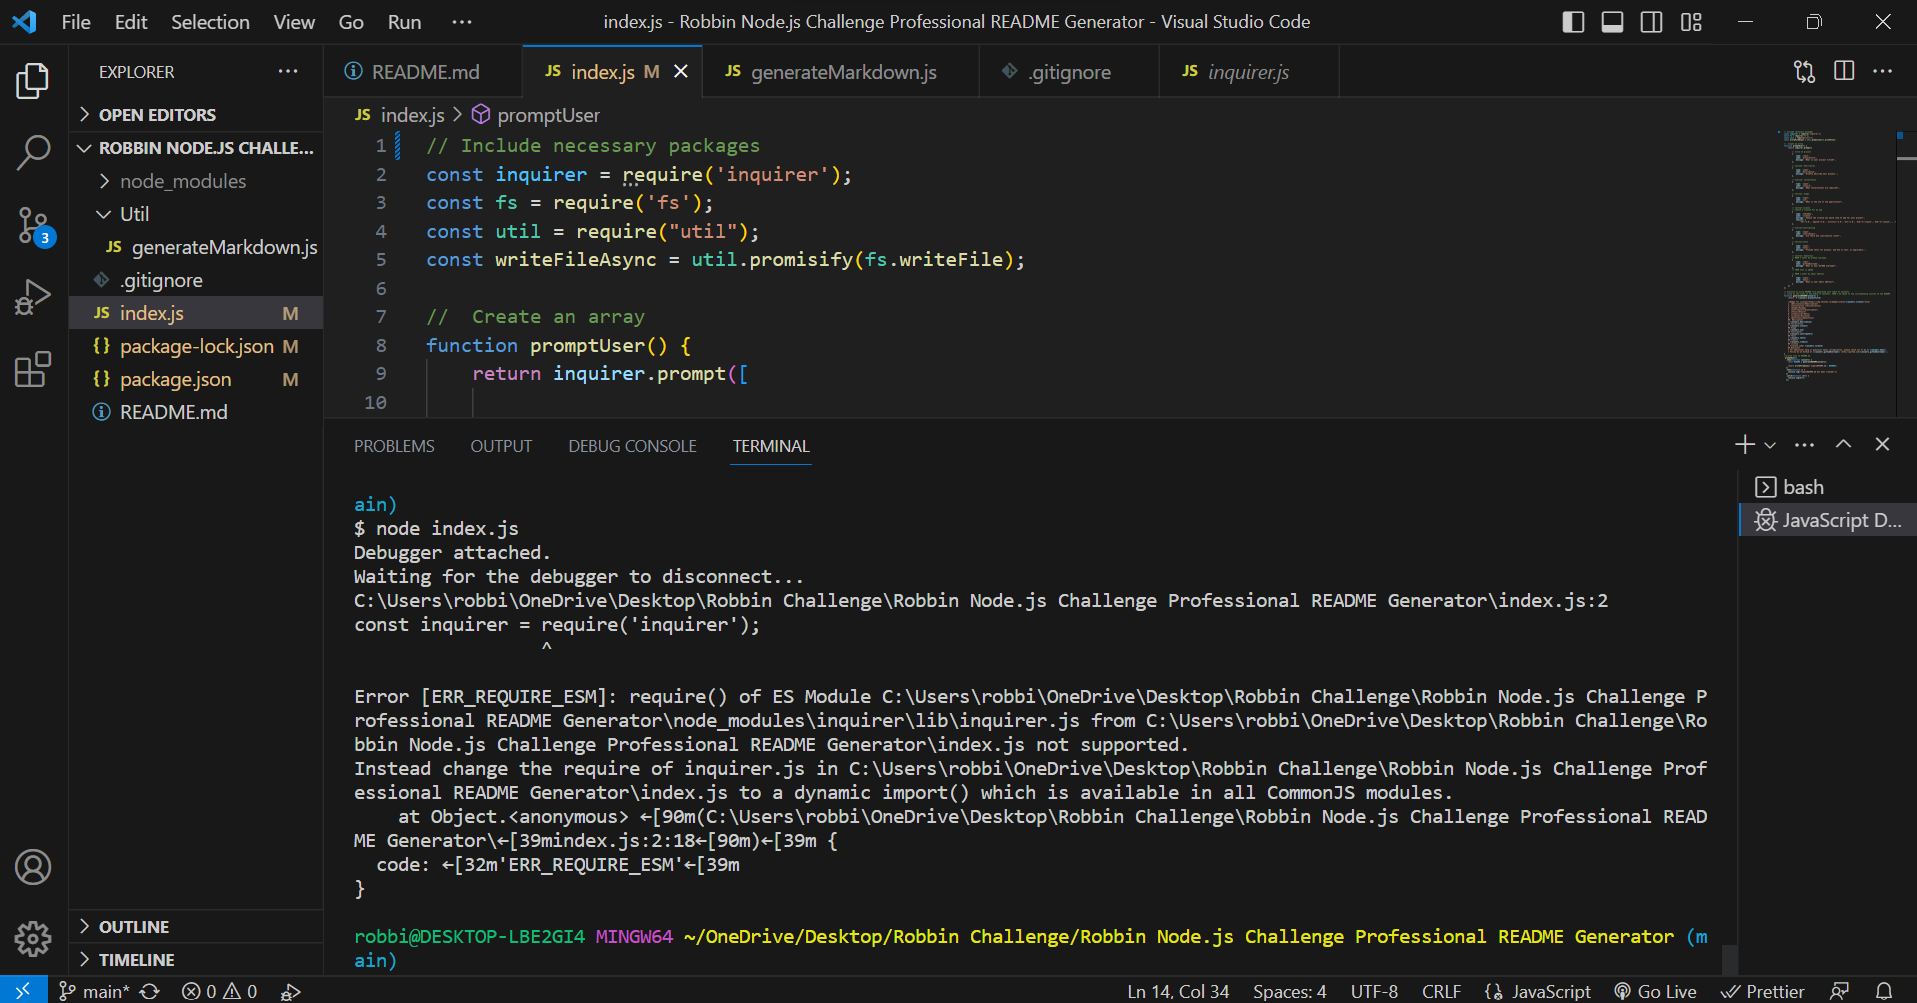 File Edit Selection View Go Run ···
index.js - Robbin Node.js Challenge Professional README Generator - Visual Studio Code
EXPLORER
OPEN EDITORS
ROBBIN NODE.JS CHALLE...
node_modules
Util
JS generateMarkdown.js
.gitignore
JS index.js M
{} package-lock.json M
{} package.json M
README.md
3
OUTLINE
TIMELINE
README.md
JS index.js M
JS generateMarkdown.js
.gitignore
JS inquirer.js
JS index.js > promptUser
1 // Include necessary packages
2 const inquirer = require('inquirer');
3 const fs = require('fs');
4 const util = require("util");
5 const writeFileAsync = util.promisify(fs.writeFile);
6
7 //  Create an array
8 function promptUser() {
9 return inquirer.prompt([
10
PROBLEMS OUTPUT DEBUG CONSOLE TERMINAL
bash
JavaScript D...
ain)
$ node index.js
Debugger attached.
Waiting for the debugger to disconnect...
C:\Users\robbi\OneDrive\Desktop\Robbin Challenge\Robbin Node.js Challenge Professional README Generator\index.js:2
const inquirer = require('inquirer');
^
Error [ERR_REQUIRE_ESM]: require() of ES Module C:\Users\robbi\OneDrive\Desktop\Robbin Challenge\Robbin Node.js Challenge P
rofessional README Generator\node_modules\inquirer\lib\inquirer.js from C:\Users\robbi\OneDrive\Desktop\Robbin Challenge\Ro
bbin Node.js Challenge Professional README Generator\index.js not supported.
Instead change the require of inquirer.js in C:\Users\robbi\OneDrive\Desktop\Robbin Challenge\Robbin Node.js Challenge Prof
essional README Generator\index.js to a dynamic import() which is available in all CommonJS modules.
at Object.<anonymous> ←[90m(C:\Users\robbi\OneDrive\Desktop\Robbin Challenge\Robbin Node.js Challenge Professional READ
ME Generator\←[39mindex.js:2:18←[90m)←[39m {
code: ←[32m'ERR_REQUIRE_ESM'←[39m
}
robbi@DESKTOP-LBE2GI4 MINGW64 ~/OneDrive/Desktop/Robbin Challenge/Robbin Node.js Challenge Professional README Generator (m
ain)
main* 0 0
Ln 14, Col 34 Spaces: 4 UTF-8 CRLF {} JavaScript Go Live Prettier